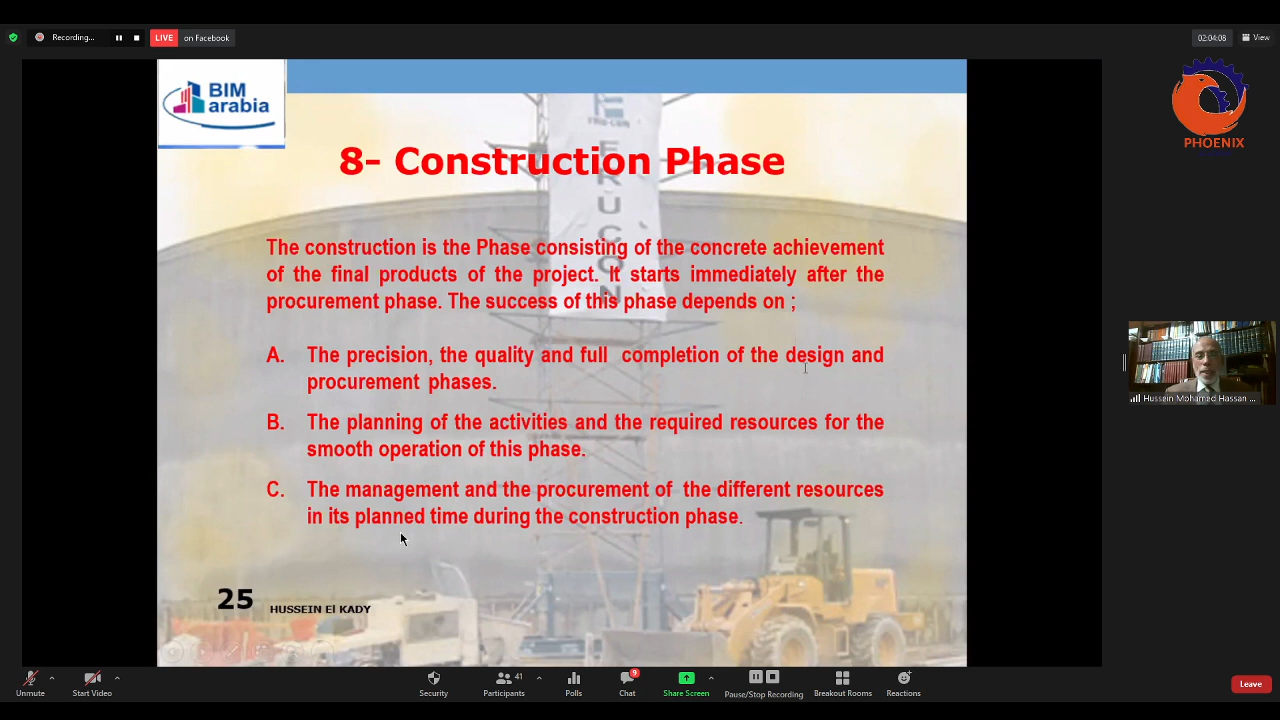 Recording...
LIVE
on Facebook
02:04:08
View
BIM
arabia
PHOENIX
FRUCON
8- Construction Phase
The construction is the Phase consisting of the concrete achievement
of the final products of the project. It starts immediately after the
procurement phase. The success of this phase depends on ;
A. The precision, the quality and full completion of the design and
procurement phases.
B. The planning of the activities and the required resources for the
smooth operation of this phase.
C. The management and the procurement of the different resources
in its planned time during the construction phase.
25
HUSSEIN El KADY
Hussein Mohamed Hassan ...
Unmute
Start Video
Security
41
Participants
Polls
9
Chat
Share Screen
Pause/Stop Recording
Breakout Rooms
Reactions
Leave